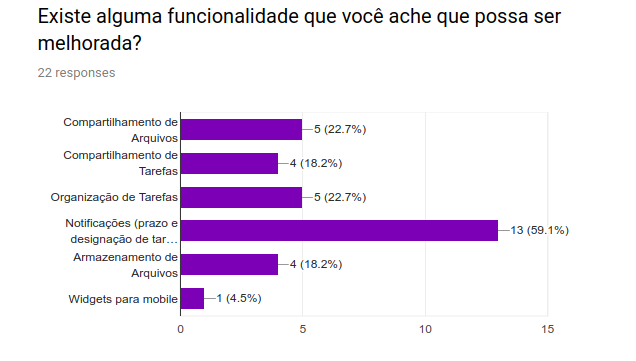 Existe alguma funcionalidade que você ache que possa ser
melhorada?
22 responses
Compartilhamento de
Arquivos
5 (22.7%)
Compartilhamento de
Tarefas
4 (18.2%)
Organização de Tarefas
5 (22.7%)
Notificações (prazo e
designação de tar…
13 (59.1%)
Armazenamento de
Arquivos
4 (18.2%)
Widgets para mobile
1 (4.5%)
0
5
10
15